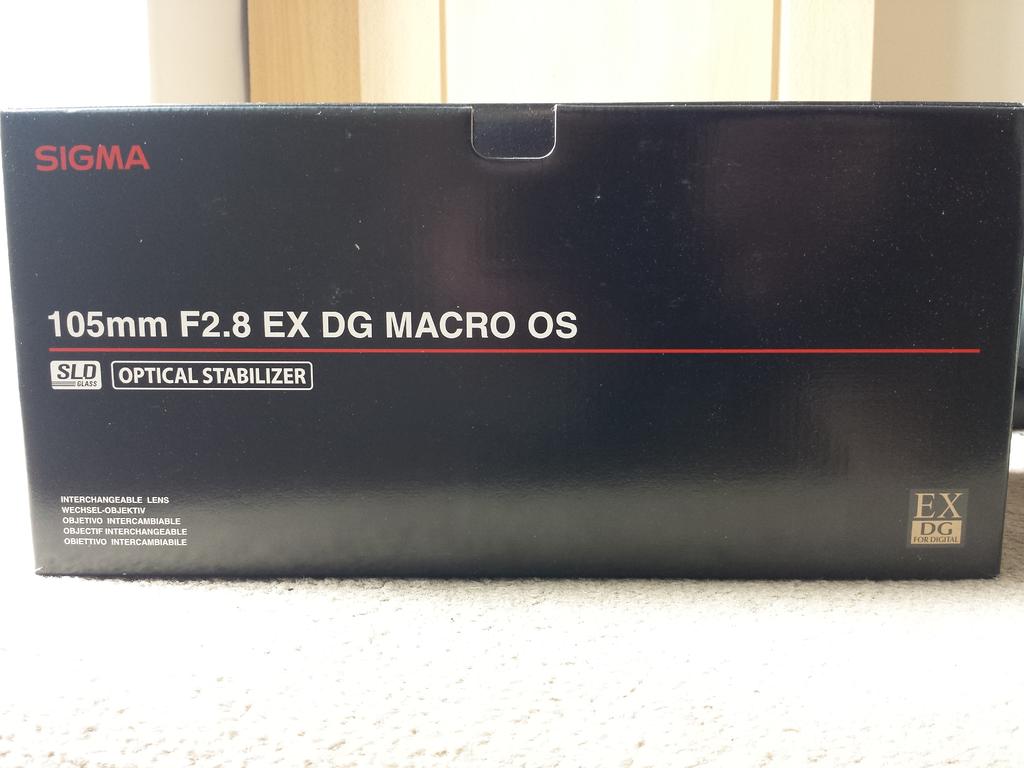 SIGMA
105mm F2.8 EX DG MACRO OS
SLD GLASS
OPTICAL STABILIZER
INTERCHANGEABLE LENS
WECHSEL-OBJEKTIV
OBJETIVO INTERCAMBIABLE
OBJECTIF INTERCHANGEABLE
OBIETTIVO INTERCAMBIABILE
EX
DG
FOR DIGITAL